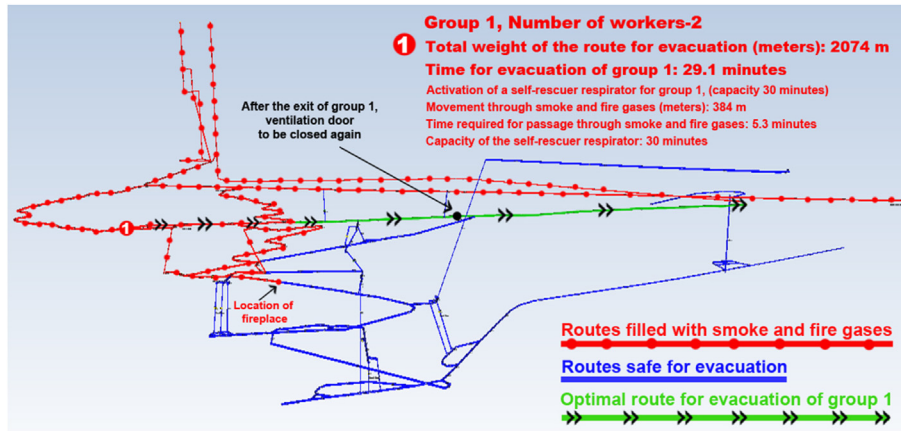 Group 1, Number of workers-2
1 Total weight of the route for evacuation (meters): 2074 m
Time for evacuation of group 1: 29.1 minutes
Activation of a self-rescuer respirator for group 1, (capacity 30 minutes)
Movement through smoke and fire gases (meters): 384 m
Time required for passage through smoke and fire gases: 5.3 minutes
Capacity of the self-rescuer respirator: 30 minutes
After the exit of group 1,
ventilation door
to be closed again
1
Location of
fireplace
Routes filled with smoke and fire gases
Routes safe for evacuation
Optimal route for evacuation of group 1